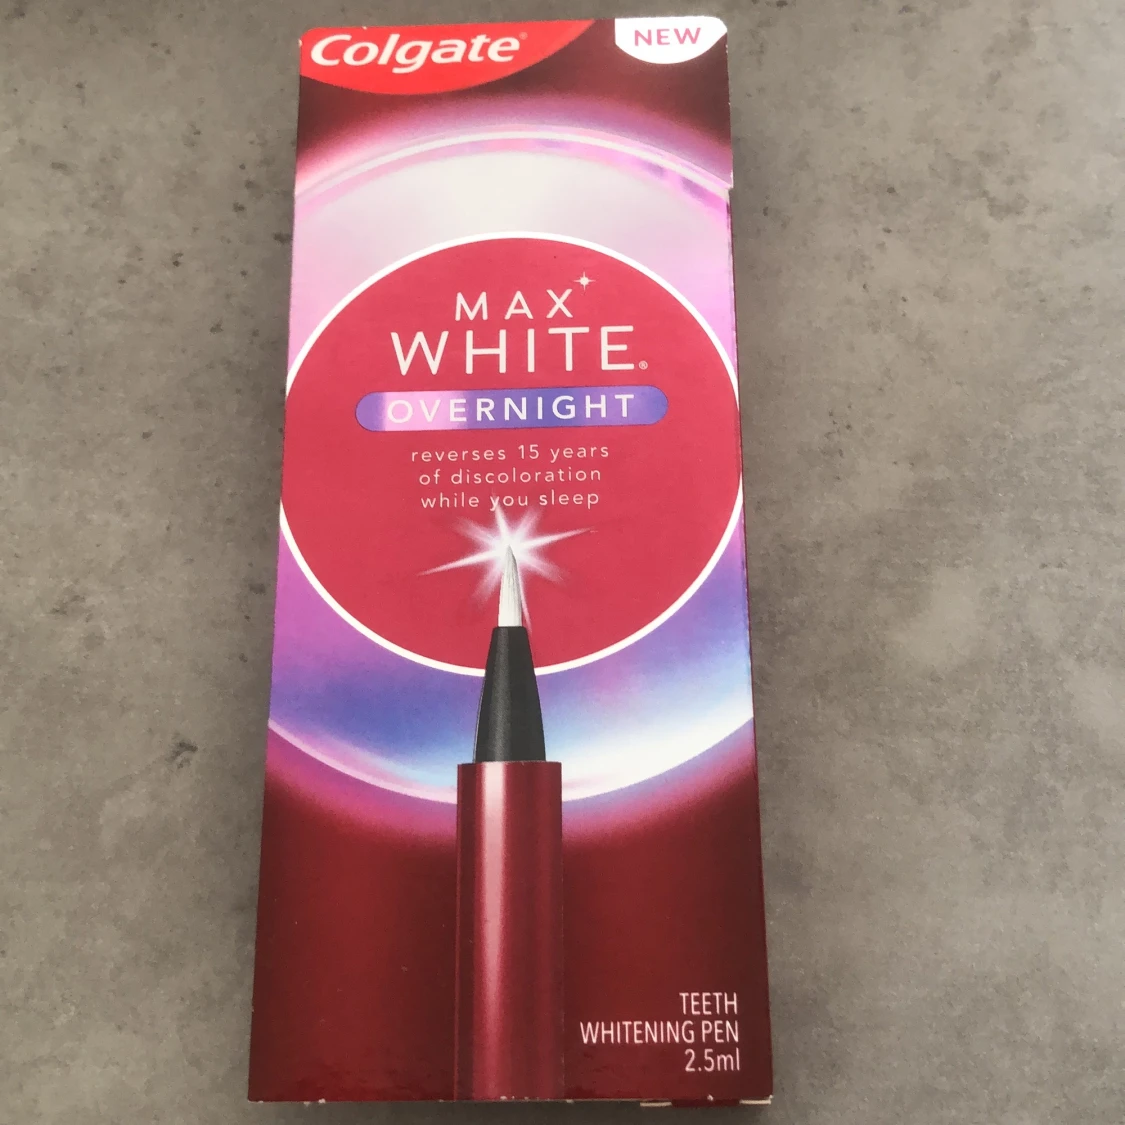 Colgate®
NEW
MAX
WHITE®
OVERNIGHT
reverses 15 years
of discoloration
while you sleep
TEETH
WHITENING PEN
2.5ml